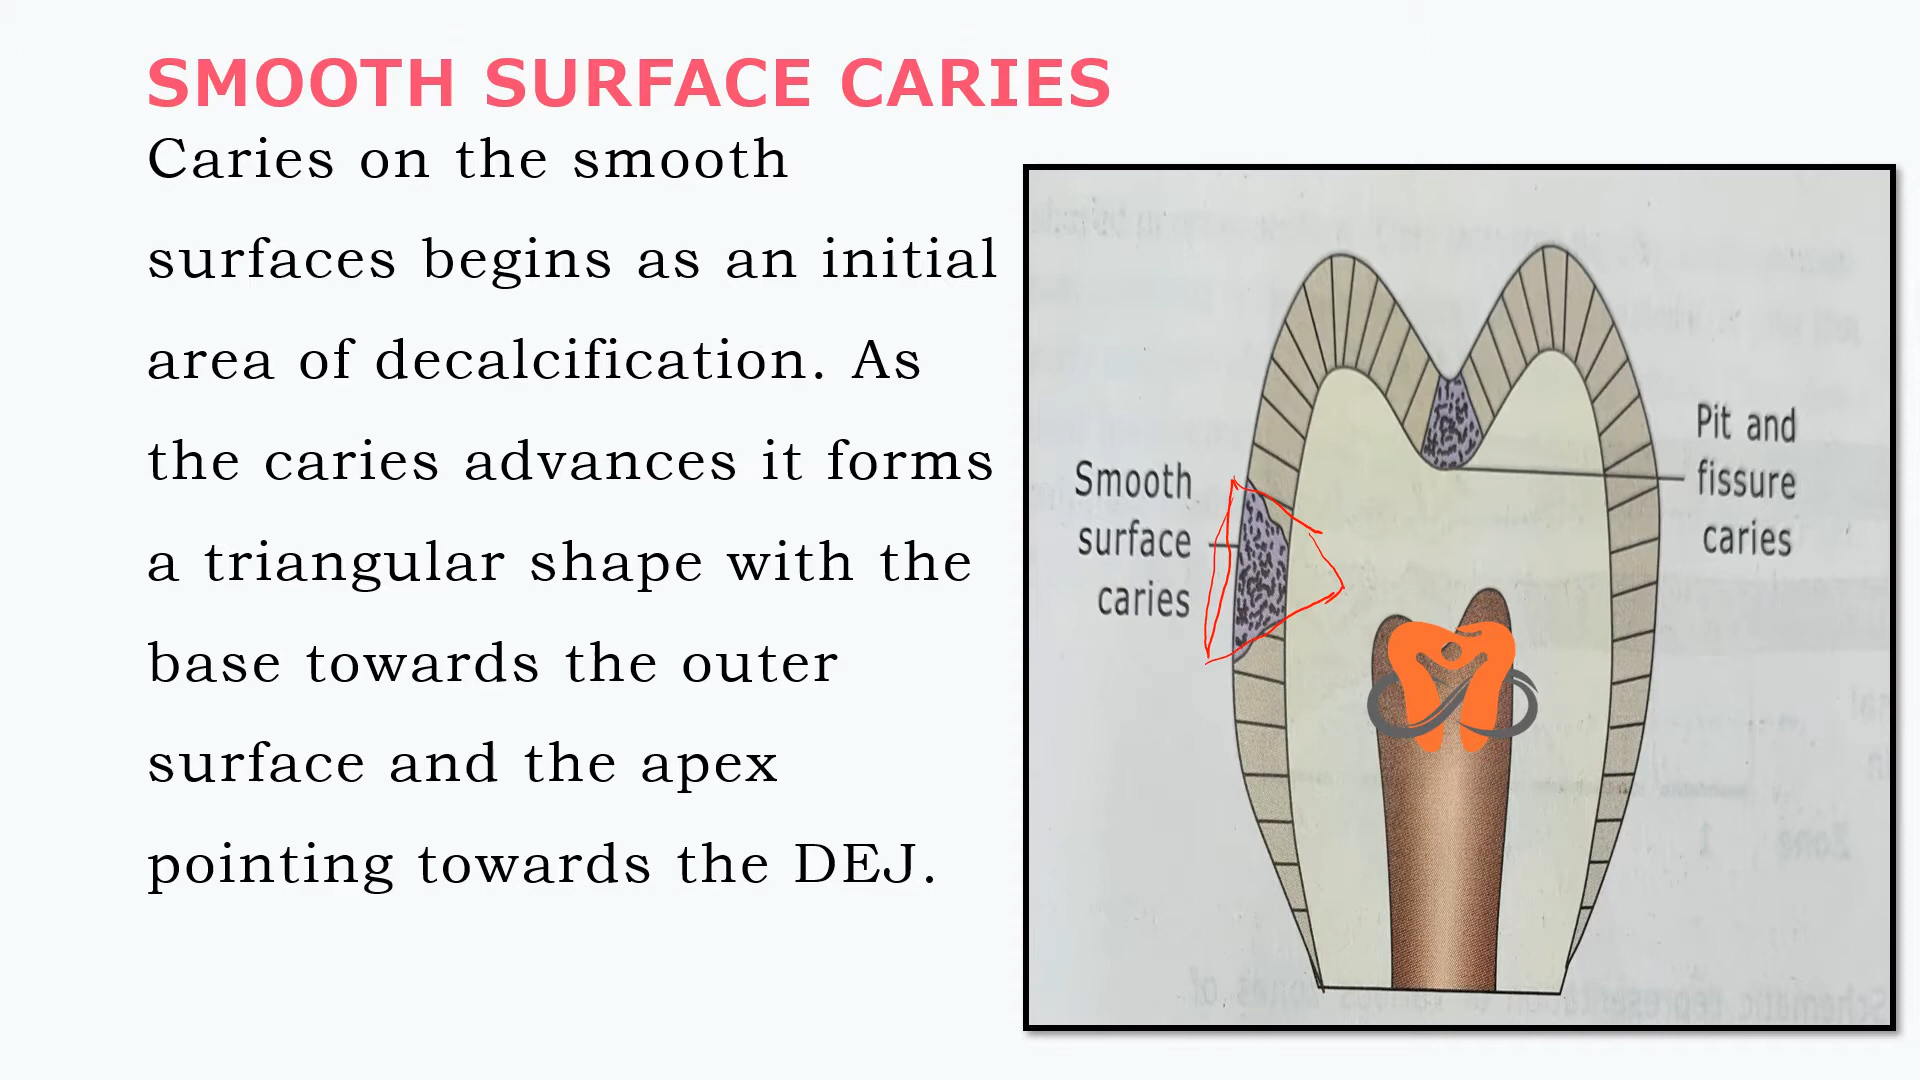 SMOOTH SURFACE CARIES
Caries on the smooth
surfaces begins as an initial
area of decalcification. As
the caries advances it forms
a triangular shape with the
base towards the outer
surface and the apex
pointing towards the DEJ.
Smooth
surface
caries
Pit and
fissure
caries